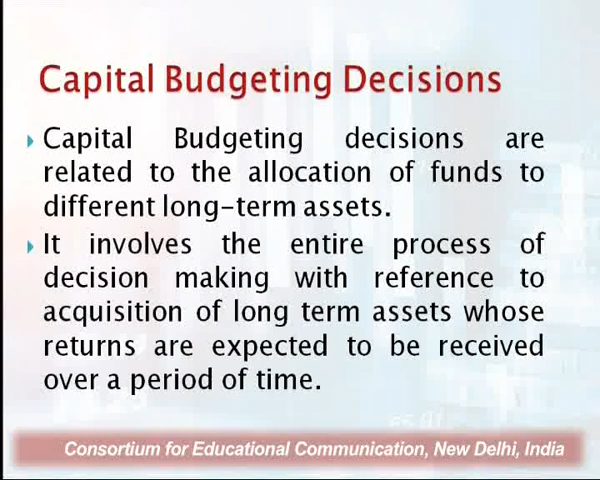 Capital Budgeting Decisions
Capital Budgeting decisions are
related to the allocation of funds to
different long-term assets.
It involves the entire process of
decision making with reference to
acquisition of long term assets whose
returns are expected to be received
over a period of time.
Consortium for Educational Communication, New Delhi, India